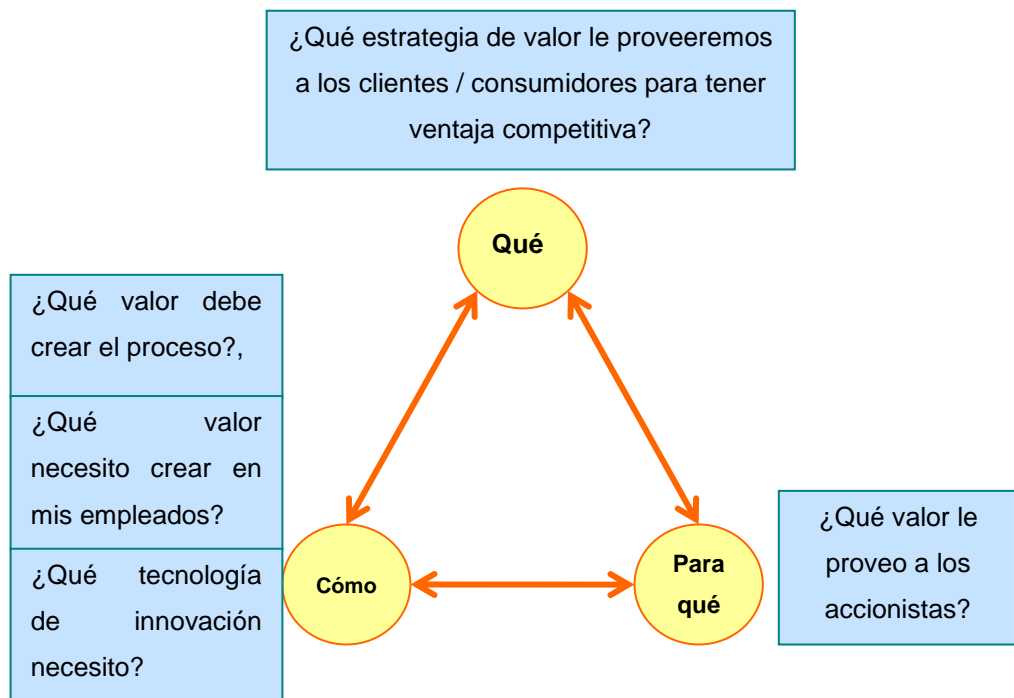 ¿Qué estrategia de valor le proveeremos
a los clientes / consumidores para tener
ventaja competitiva?
Qué
¿Qué valor debe
crear el proceso?,
¿Qué valor
necesito crear en
mis empleados?
¿Qué tecnología
de innovación
necesito?
Cómo
Para
qué
¿Qué valor le
proveo a los
accionistas?